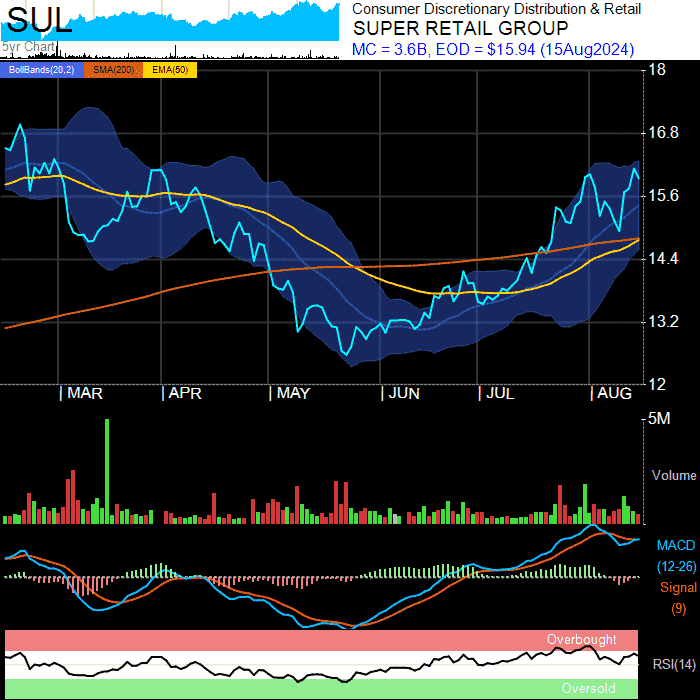 SUL
5yr Chart
Consumer Discretionary Distribution & Retail
SUPER RETAIL GROUP
MC = 3.6B, EOD = $15.94 (15Aug2024)
BollBands(20,2) SMA(200) EMA(50)
18
16.8
15.6
14.4
13.2
12
| MAR | APR | MAY | JUN | JUL | AUG
5M
Volume
MACD
(12-26)
Signal
(9)
Overbought
RSI(14)
Oversold